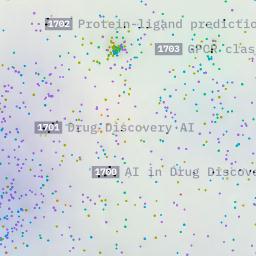 1702 Protein-ligand predictio
1703 GPCR clas
1701 Drug Discovery AI
1700 AI in Drug Discove